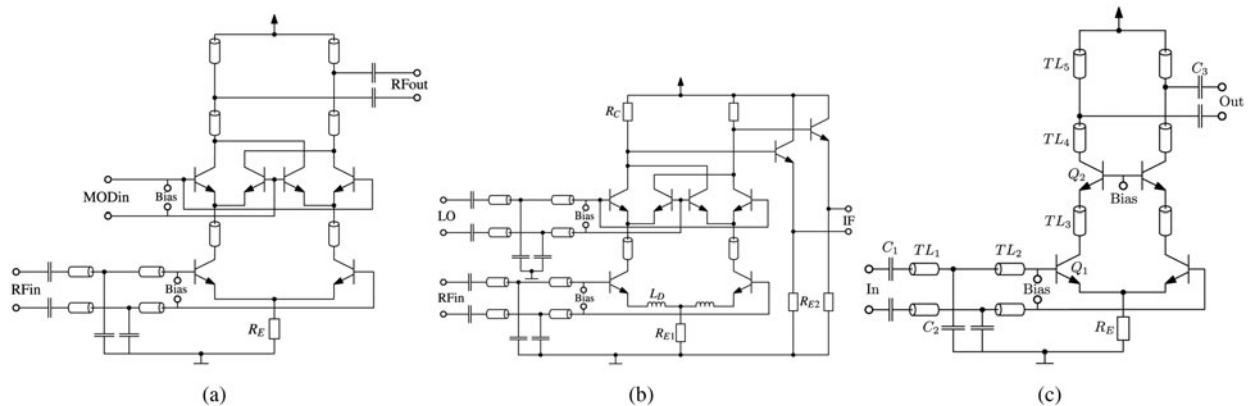 RFout
MODin
Bias
RFin
Bias
R_E
(a)
R_C
LO
Bias
IF
RFin
Bias
L_D
R_E1
R_E2
(b)
TL_5
C_3
Out
TL_4
Q_2
Bias
TL_3
C_1
TL_1
TL_2
Q_1
In
Bias
C_2
R_E
(c)